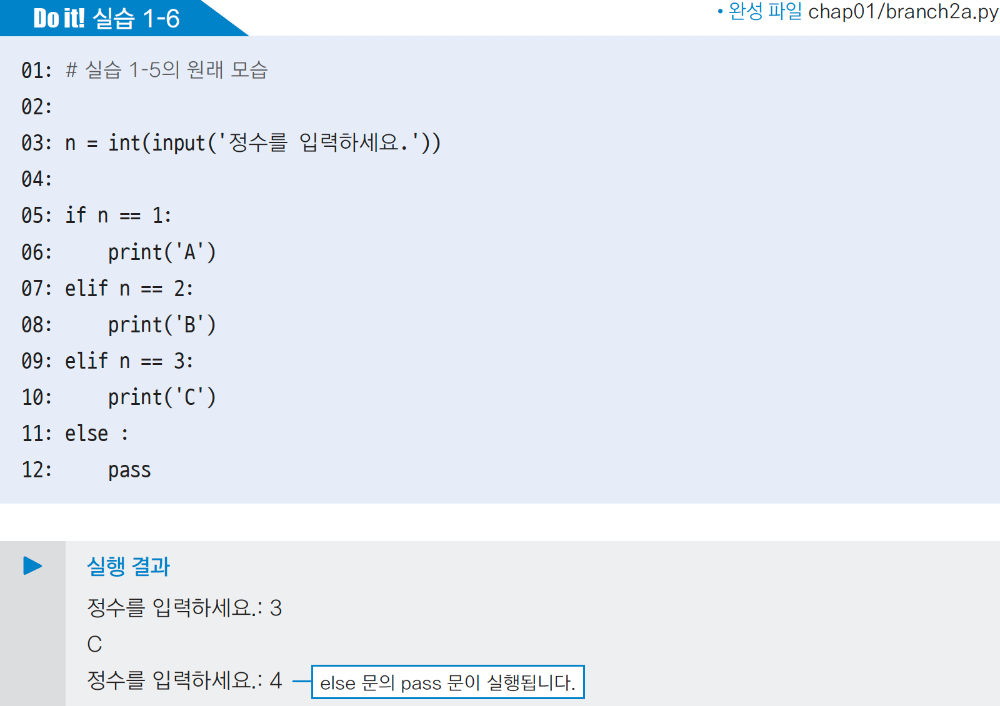 Do it! 실습 1-6
• 완성 파일 chap01/branch2a.py
01: # 실습 1-5의 원래 모습
02:
03: n = int(input('정수를 입력하세요.'))
04:
05: if n == 1:
06:     print('A')
07: elif n == 2:
08:     print('B')
09: elif n == 3:
10:     print('C')
11: else :
12:     pass
실행 결과
정수를 입력하세요.: 3
C
정수를 입력하세요.: 4
else 문의 pass 문이 실행됩니다.